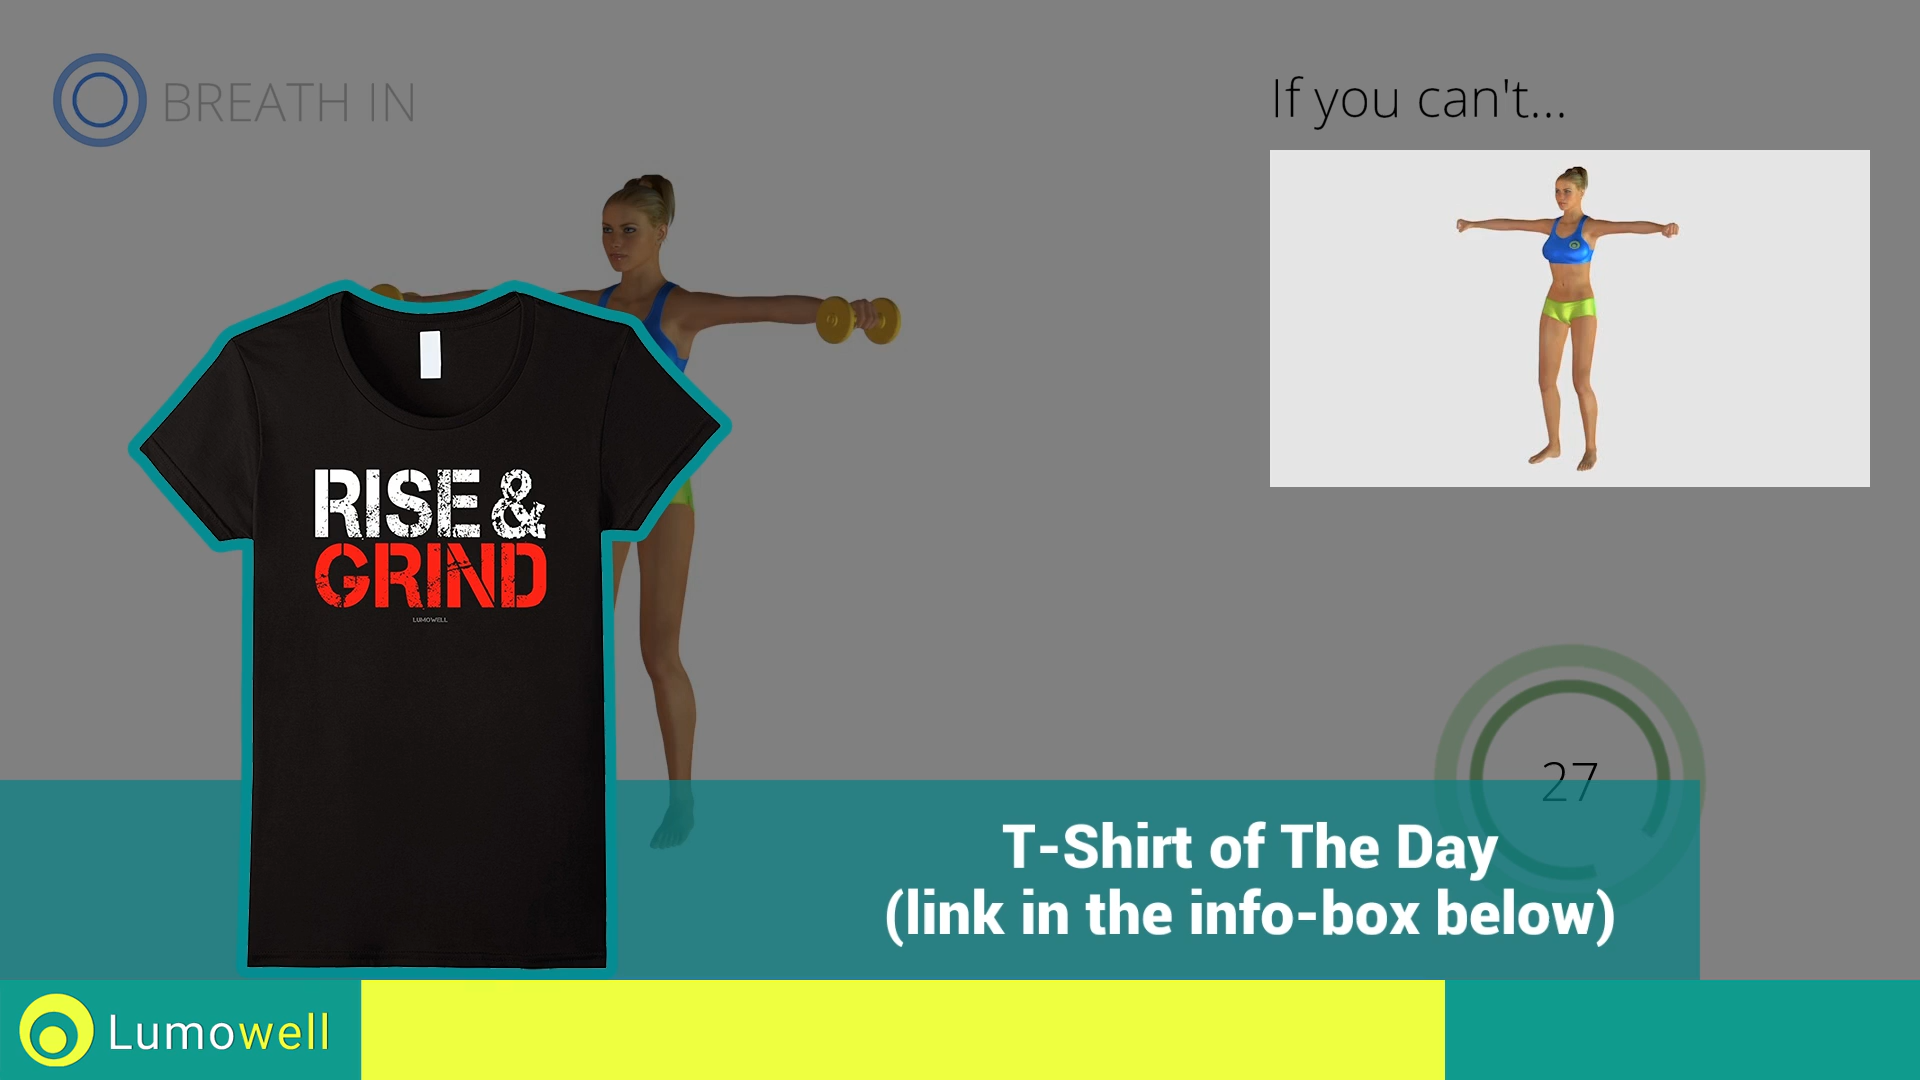 BREATH IN
If you can't...
RISE &
GRIND
LUMOWELL
27
T-Shirt of The Day
(link in the info-box below)
Lumowell